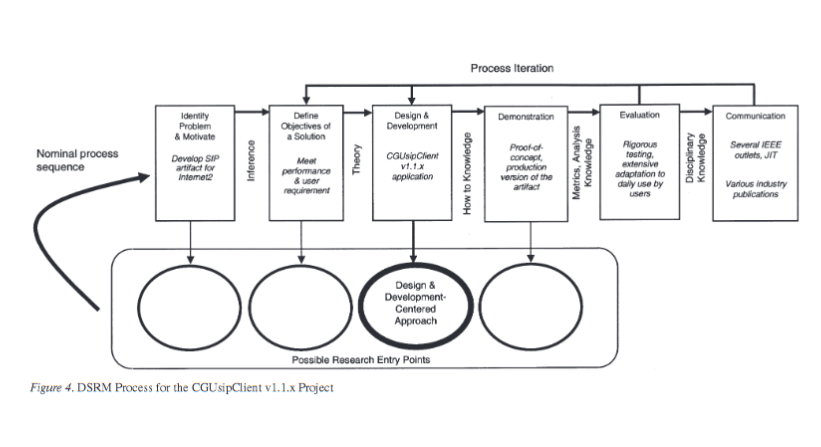 Process Iteration
Nominal process
sequence
Identify
Problem
& Motivate
Develop SIP
artifact for
Internet2
Inference
Define
Objectives of
a Solution
Meet
performance
& user
requirement
Theory
Design &
Development
CGUsipClient
v1.1.x
application
How to Knowledge
Demonstration
Proof-of-
concept,
production
version of the
artifact
Metrics, Analysis
Knowledge
Evaluation
Rigorous
testing,
extensive
adaptation to
daily use by
users
Disciplinary
Knowledge
Communication
Several IEEE
outlets, JIT
Various industry
publications
Design &
Development-
Centered
Approach
Possible Research Entry Points
Figure 4. DSRM Process for the CGUsipClient v1.1.x Project